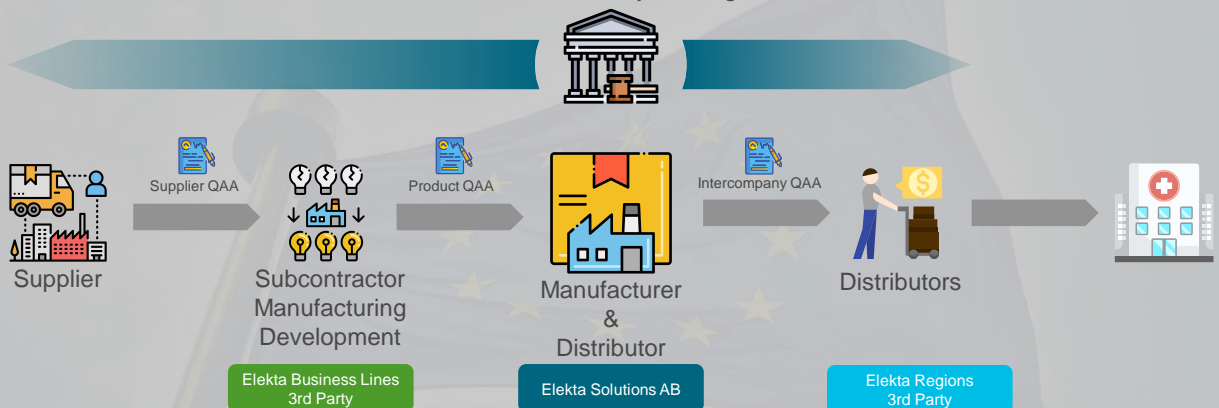 Supplier QAA
Product QAA
Intercompany QAA
Supplier
Subcontractor
Manufacturing
Development
Manufacturer
&
Distributor
Distributors
Elekta Business Lines
3rd Party
Elekta Solutions AB
Elekta Regions
3rd Party